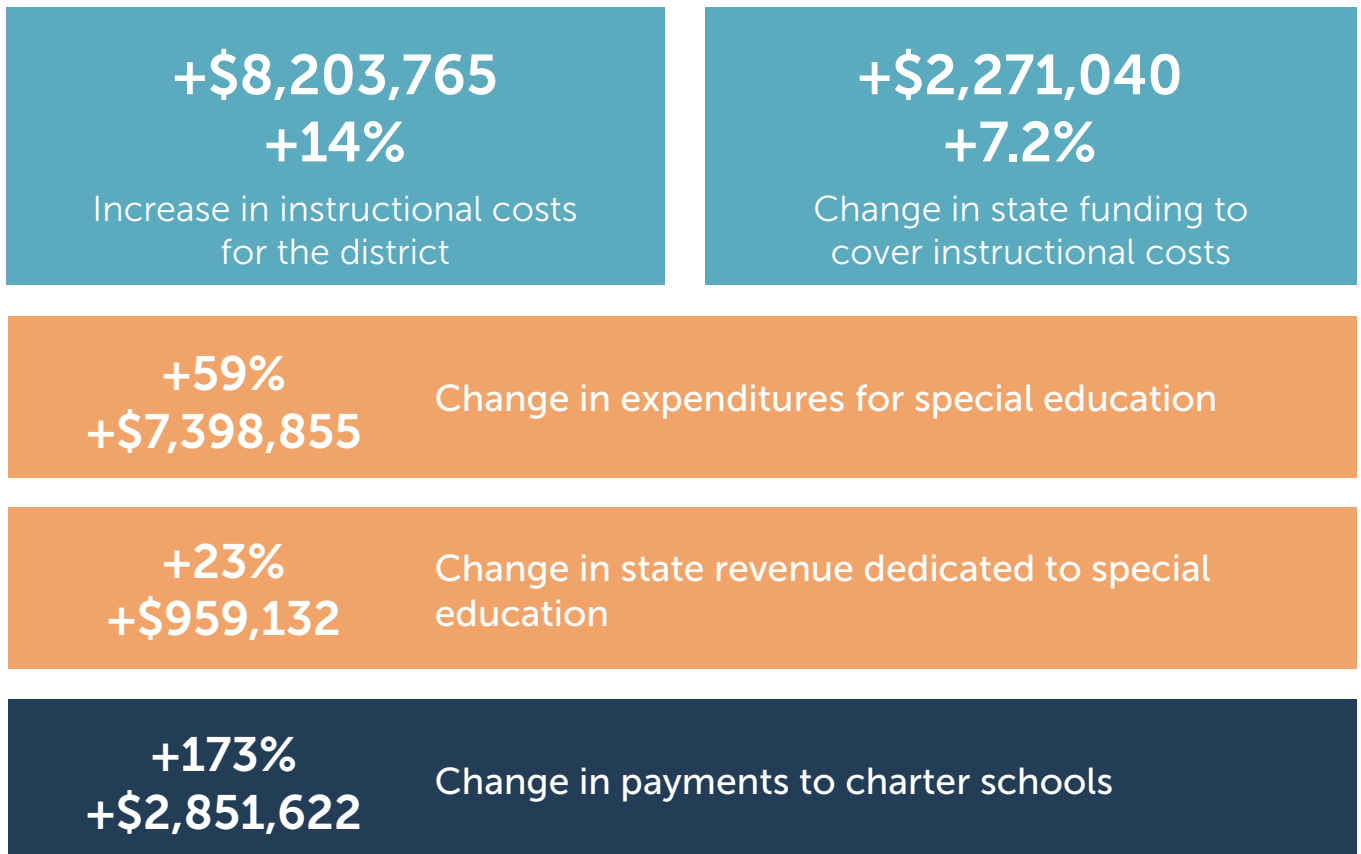 +$8,203,765
+14%
Increase in instructional costs
for the district
+$2,271,040
+7.2%
Change in state funding to
cover instructional costs
+59%
+$7,398,855
Change in expenditures for special education
+23%
+$959,132
Change in state revenue dedicated to special
education
+173%
+$2,851,622
Change in payments to charter schools